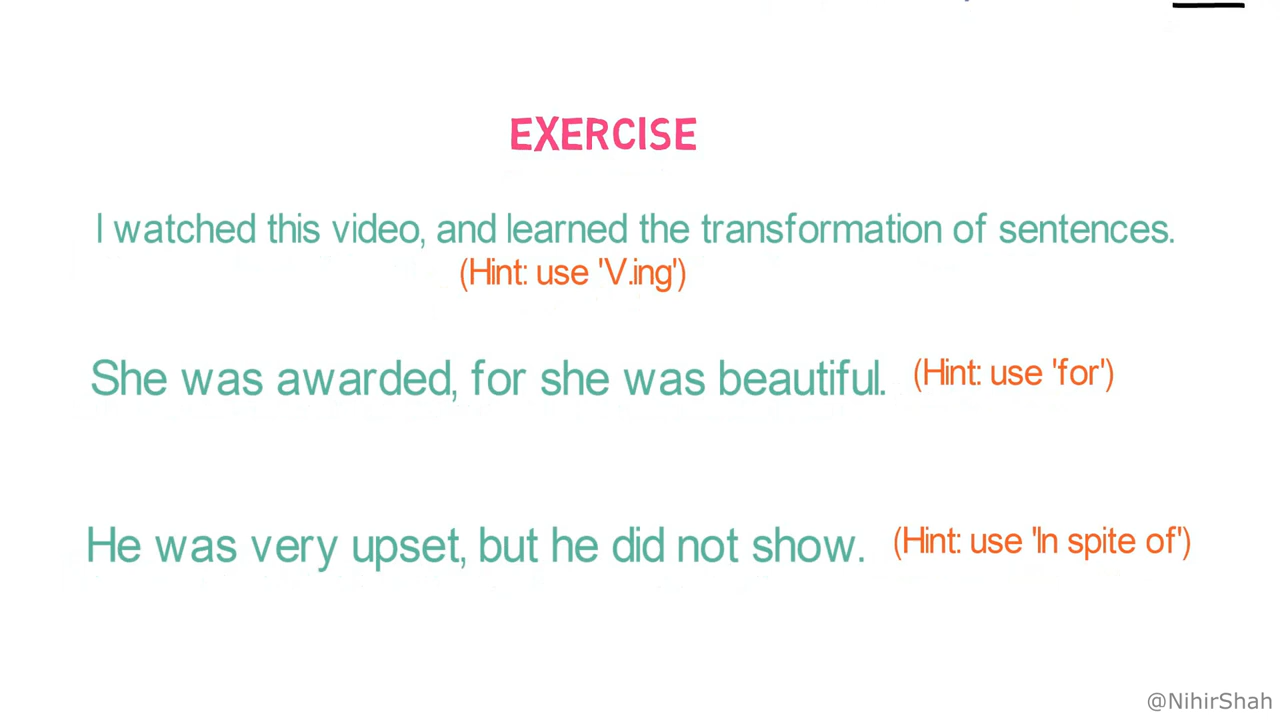 EXERCISE
I watched this video, and learned the transformation of sentences.
(Hint: use 'V.ing')
She was awarded, for she was beautiful. (Hint: use 'for')
He was very upset, but he did not show. (Hint: use 'In spite of')
@NihirShah